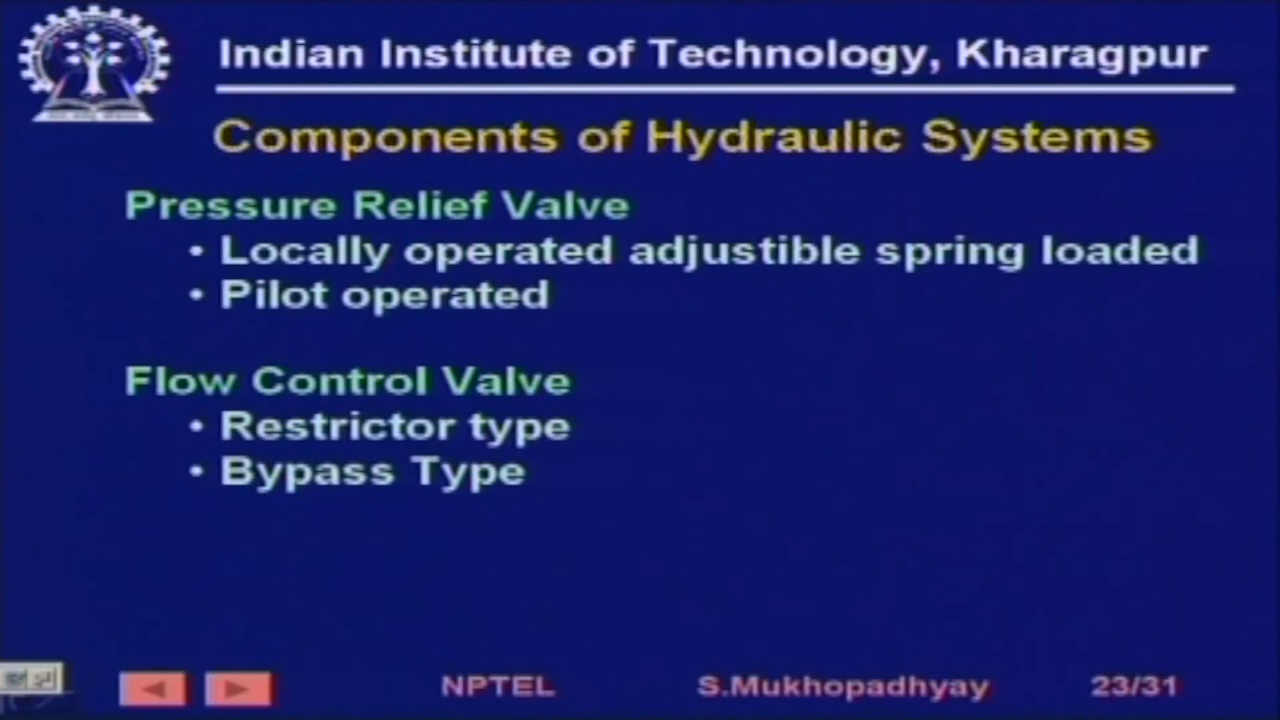 Indian Institute of Technology, Kharagpur
Components of Hydraulic Systems
Pressure Relief Valve
• Locally operated adjustible spring loaded
• Pilot operated
Flow Control Valve
• Restrictor type
• Bypass Type
NPTEL S.Mukhopadhyay 23/31